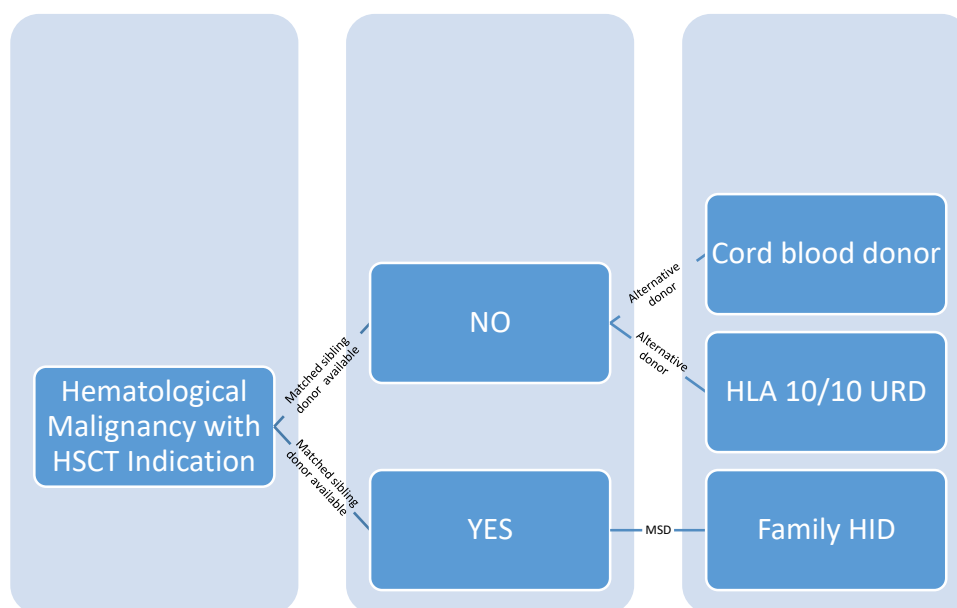 Hematological
Malignancy with
HSCT Indication
Matched sibling
donor available
Matched sibling
donor available
NO
YES
Alternative
donor
Alternative
donor
MSD
Cord blood donor
HLA 10/10 URD
Family HID